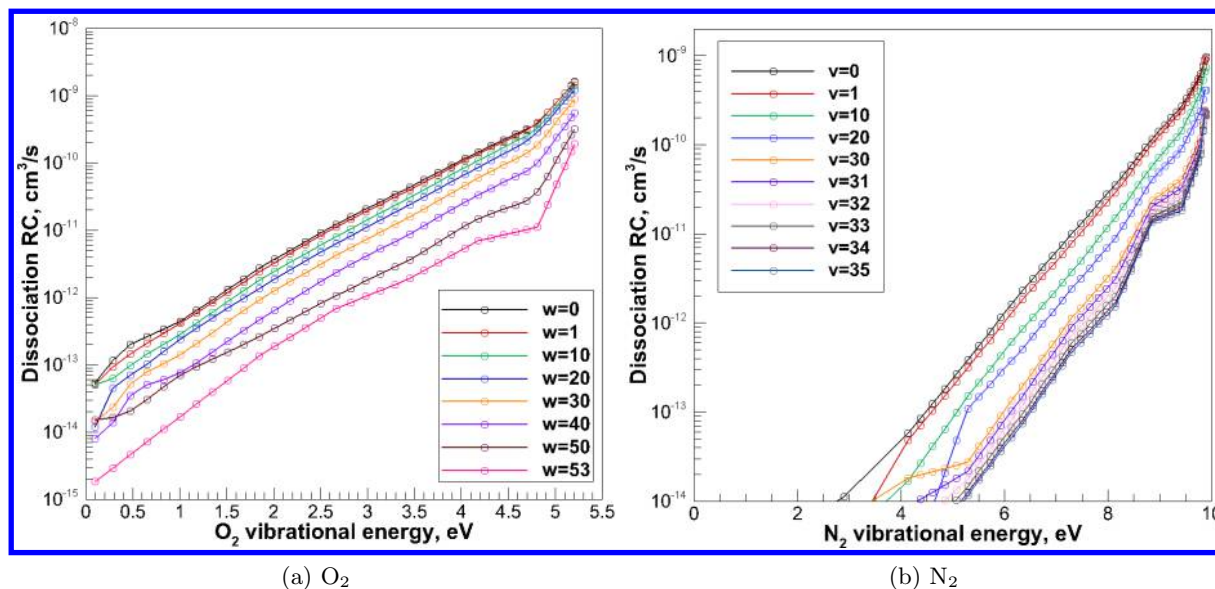 10⁻⁸
10⁻⁹
10⁻¹⁰
10⁻¹¹
10⁻¹²
10⁻¹³
10⁻¹⁴
10⁻¹⁵
Dissociation RC, cm³/s
w=0
w=1
w=10
w=20
w=30
w=40
w=50
w=53
0 0.5 1 1.5 2 2.5 3 3.5 4 4.5 5 5.5
O₂ vibrational energy, eV
(a) O₂
10⁻⁹
10⁻¹⁰
10⁻¹¹
10⁻¹²
10⁻¹³
10⁻¹⁴
Dissociation RC, cm³/s
v=0
v=1
v=10
v=20
v=30
v=31
v=32
v=33
v=34
v=35
0 2 4 6 8 10
N₂ vibrational energy, eV
(b) N₂